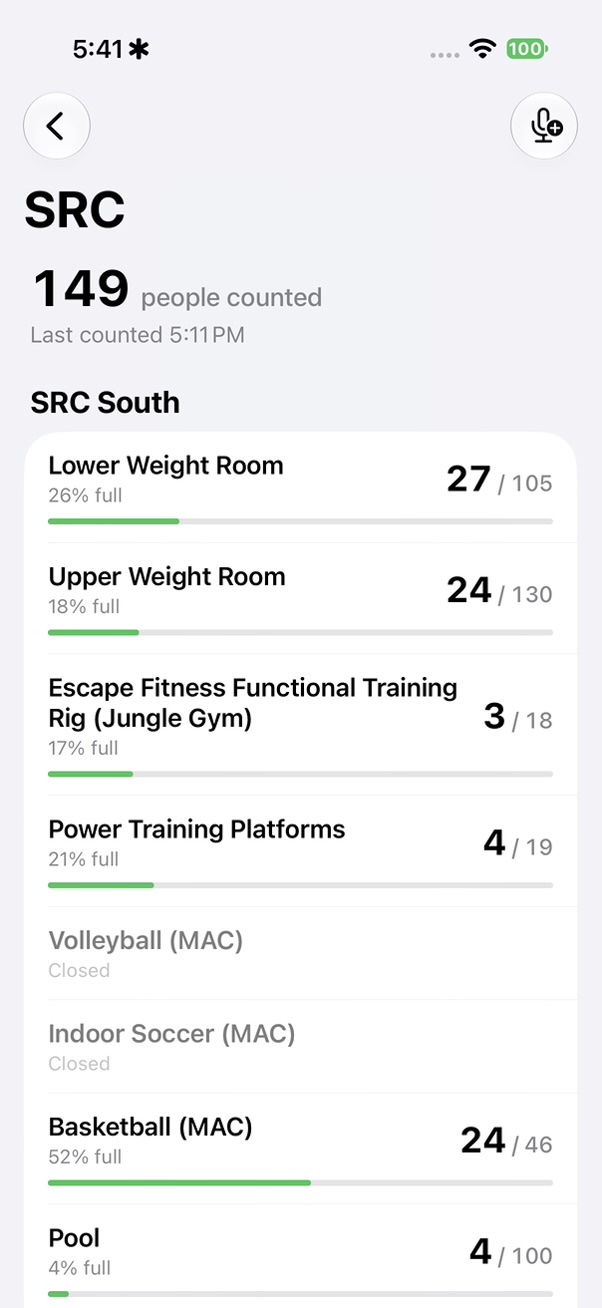 5:41 ✱
100
SRC
149 people counted
Last counted 5:11 PM
SRC South
Lower Weight Room
26% full
27 / 105
Upper Weight Room
18% full
24 / 130
Escape Fitness Functional Training
Rig (Jungle Gym)
17% full
3 / 18
Power Training Platforms
21% full
4 / 19
Volleyball (MAC)
Closed
Indoor Soccer (MAC)
Closed
Basketball (MAC)
52% full
24 / 46
Pool
4% full
4 / 100